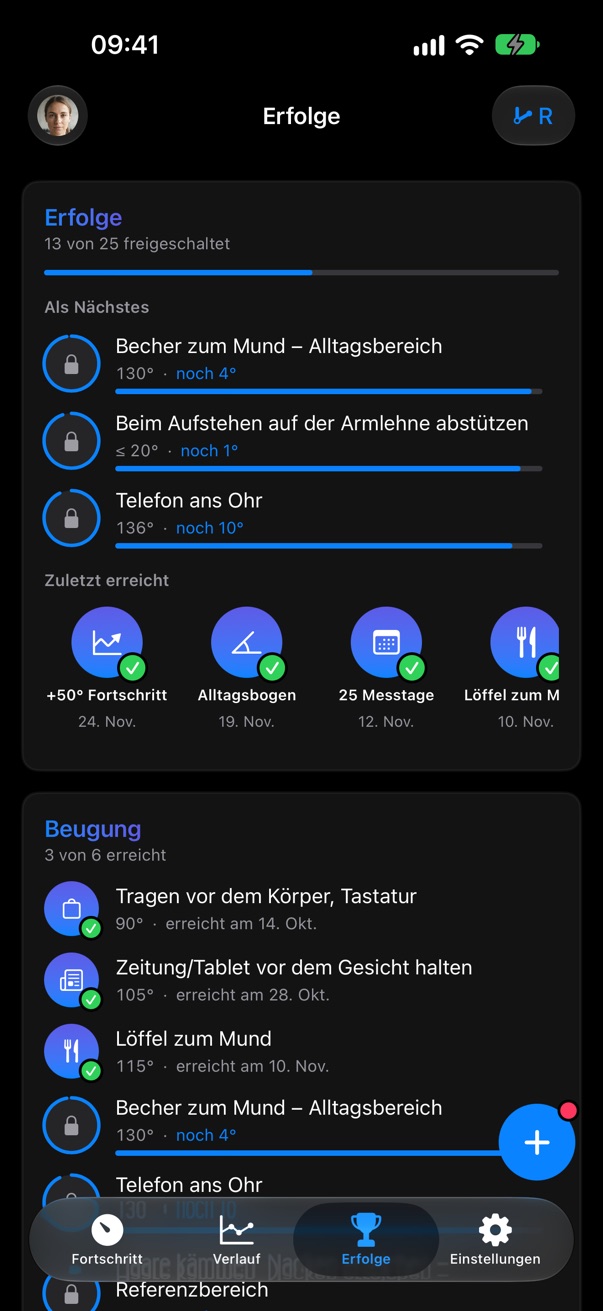 09:41
Erfolge
R
Erfolge
13 von 25 freigeschaltet
Als Nächstes
Becher zum Mund – Alltagsbereich
130° · noch 4°
Beim Aufstehen auf der Armlehne abstützen
≤ 20° · noch 1°
Telefon ans Ohr
136° · noch 10°
Zuletzt erreicht
+50° Fortschritt
24. Nov.
Alltagsbogen
19. Nov.
25 Messtage
12. Nov.
Löffel zum M
10. Nov.
Beugung
3 von 6 erreicht
Tragen vor dem Körper, Tastatur
90° · erreicht am 14. Okt.
Zeitung/Tablet vor dem Gesicht halten
105° · erreicht am 28. Okt.
Löffel zum Mund
115° · erreicht am 10. Nov.
Becher zum Mund – Alltagsbereich
130° · noch 4°
Telefon ans Ohr
Fortschritt
Verlauf
Erfolge
Einstellungen
Referenzbereich